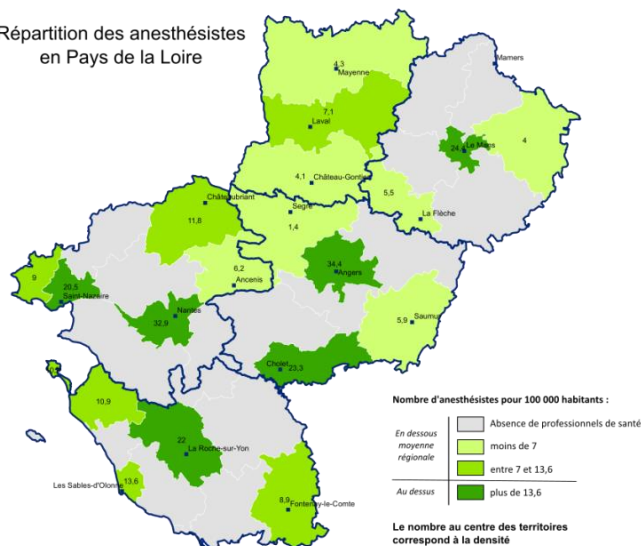 Répartition des anesthésistes
en Pays de la Loire
4,3
Mayenne
Mamers
7,1
Laval
24,
Le Mans
4
4,1
Château-Gontier
5,5
La Flèche
Châteaubriant
11,8
Segré
1,4
34,4
Angers
6,2
Ancenis
9
20,5
Saint-Nazaire
Nantes
32,9
5,9
Saumur
Cholet
23,3
10,9
22
La Roche-sur-Yon
Les Sables-d'Olonne
13,6
8,9
Fontenay-le-Comte
Nombre d'anesthésistes pour 100 000 habitants :
En dessous
moyenne
régionale
Absence de professionnels de santé
moins de 7
entre 7 et 13,6
Au dessus
plus de 13,6
Le nombre au centre des territoires
correspond à la densité